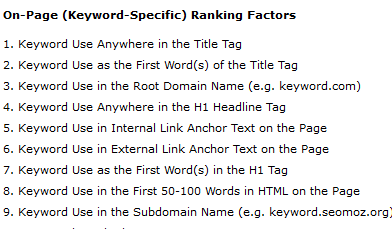 On-Page (Keyword-Specific) Ranking Factors
1. Keyword Use Anywhere in the Title Tag
2. Keyword Use as the First Word(s) of the Title Tag
3. Keyword Use in the Root Domain Name (e.g. keyword.com)
4. Keyword Use Anywhere in the H1 Headline Tag
5. Keyword Use in Internal Link Anchor Text on the Page
6. Keyword Use in External Link Anchor Text on the Page
7. Keyword Use as the First Word(s) in the H1 Tag
8. Keyword Use in the First 50-100 Words in HTML on the Page
9. Keyword Use in the Subdomain Name (e.g. keyword.seomoz.org)